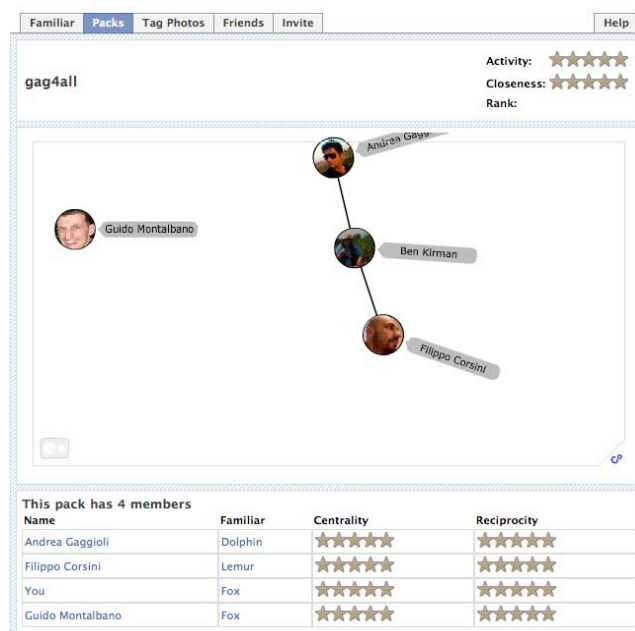 Familiar Packs Tag Photos Friends Invite Help
gag4all
Activity:
Closeness:
Rank:
Andrea
Guido Montalbano
Ben Kirman
Filippo Corsini
This pack has 4 members
Name Familiar Centrality Reciprocity
Andrea Gaggioli Dolphin
Filippo Corsini Lemur
You Fox
Guido Montalbano Fox